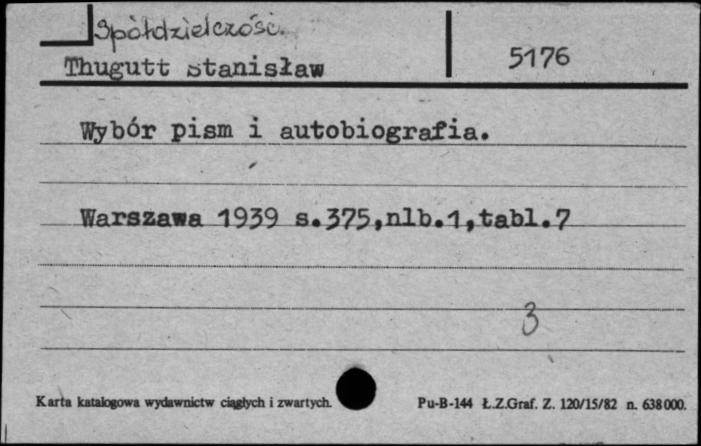 Spółdzielczość.
Thugutt Stanisław
5176
Wybór pism i autobiografia.
Warszawa 1939 s.375,nlb.1,tabl.7
3
Karta katalogowa wydawnictw ciągłych i zwartych.
Pu-B-144 Ł.Z.Graf. Z. 120/15/82 n. 638000.